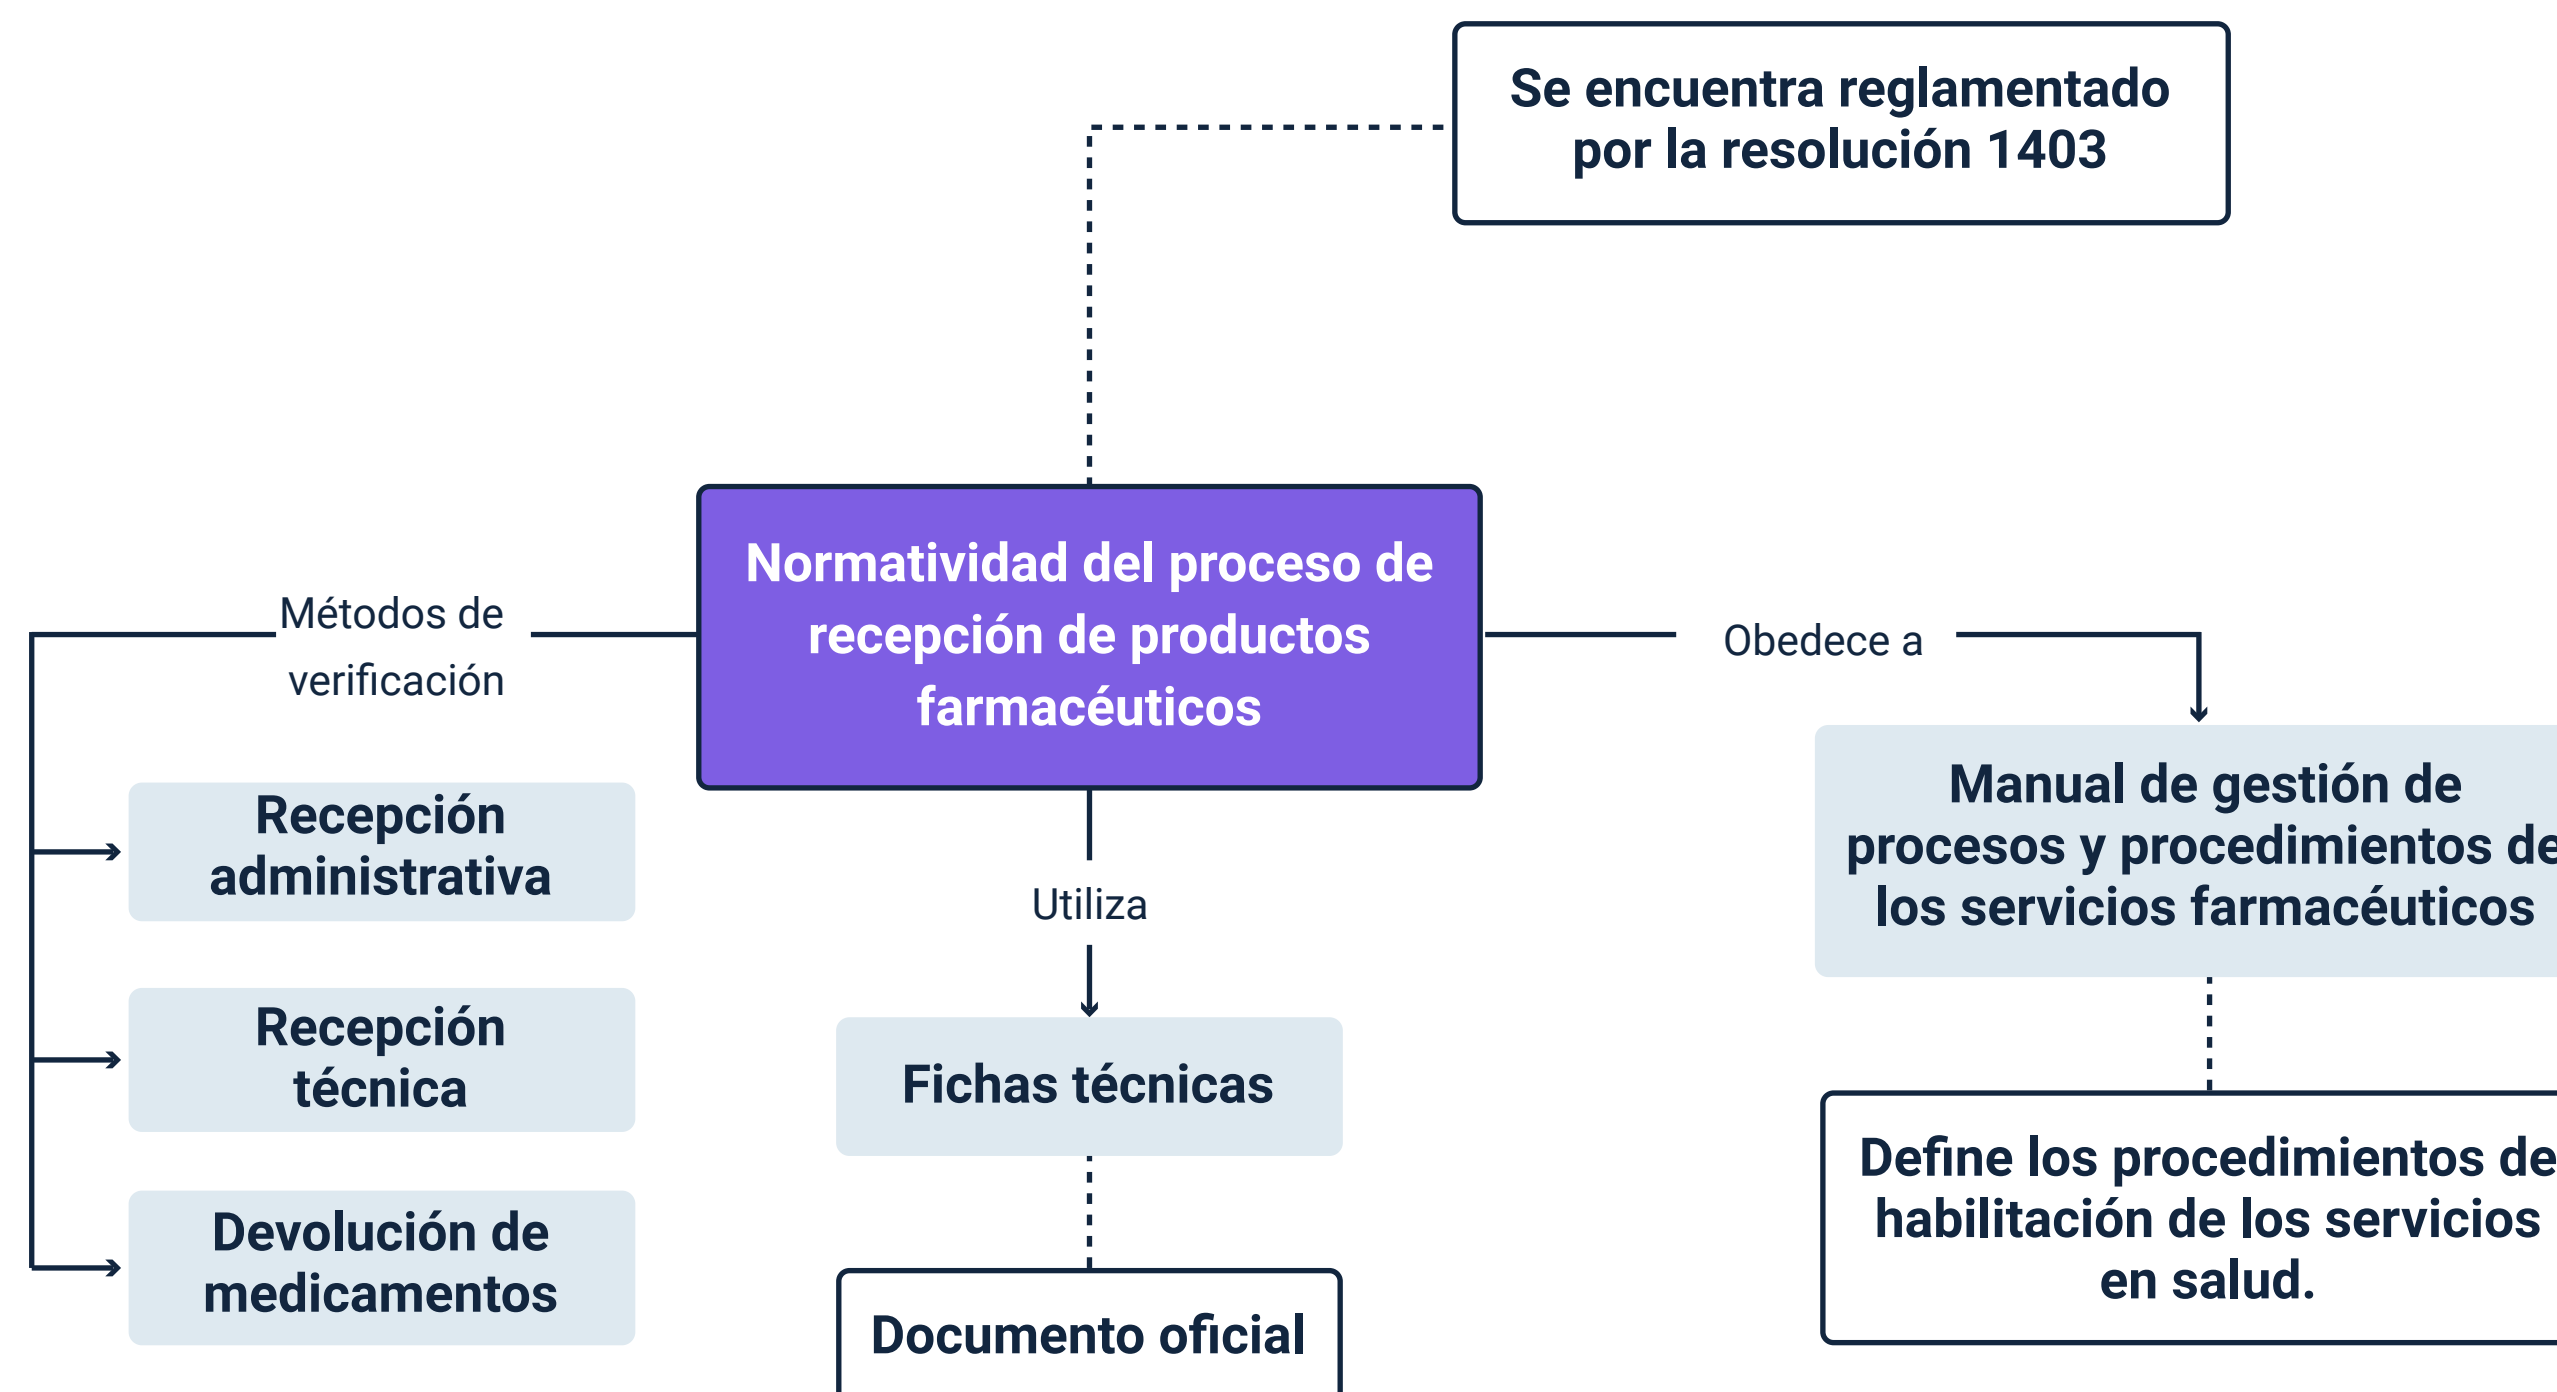 Se encuentra reglamentado
por la resolución 1403
Normatividad del proceso de
recepción de productos
farmacéuticos
Métodos de
verificación
Obedece a
Recepción
administrativa
Recepción
técnica
Devolución de
medicamentos
Utiliza
Fichas técnicas
Documento oficial
Manual de gestión de
procesos y procedimientos de
los servicios farmacéuticos
Define los procedimientos de
habilitación de los servicios
en salud.